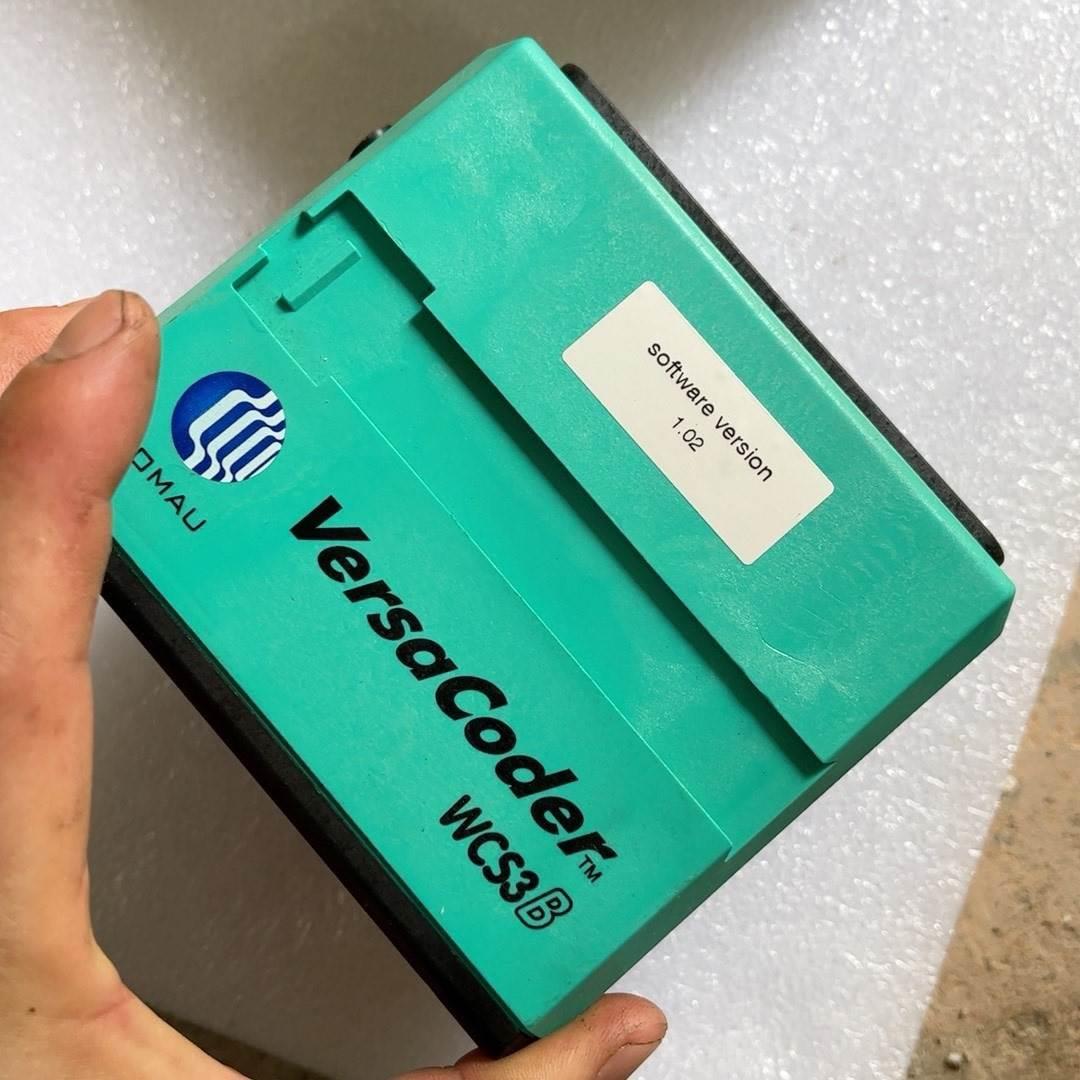 software version
1.02
OMAU
VersaCoder™
WCS3B